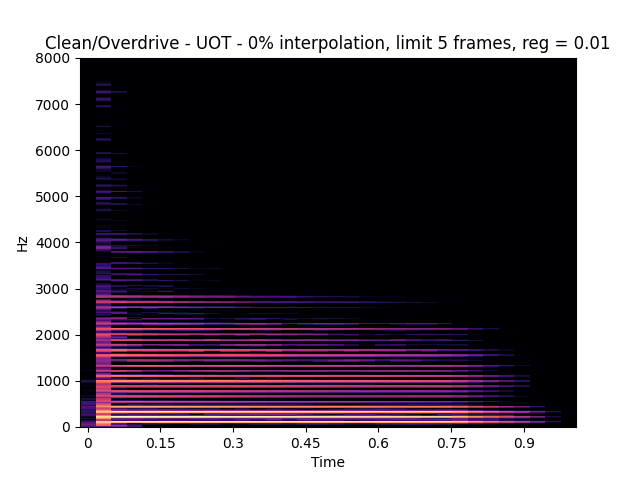 Clean/Overdrive - UOT - 0% interpolation, limit 5 frames, reg = 0.01
8000
7000
6000
5000
4000
3000
2000
1000
0
Hz
0 0.15 0.3 0.45 0.6 0.75 0.9
Time